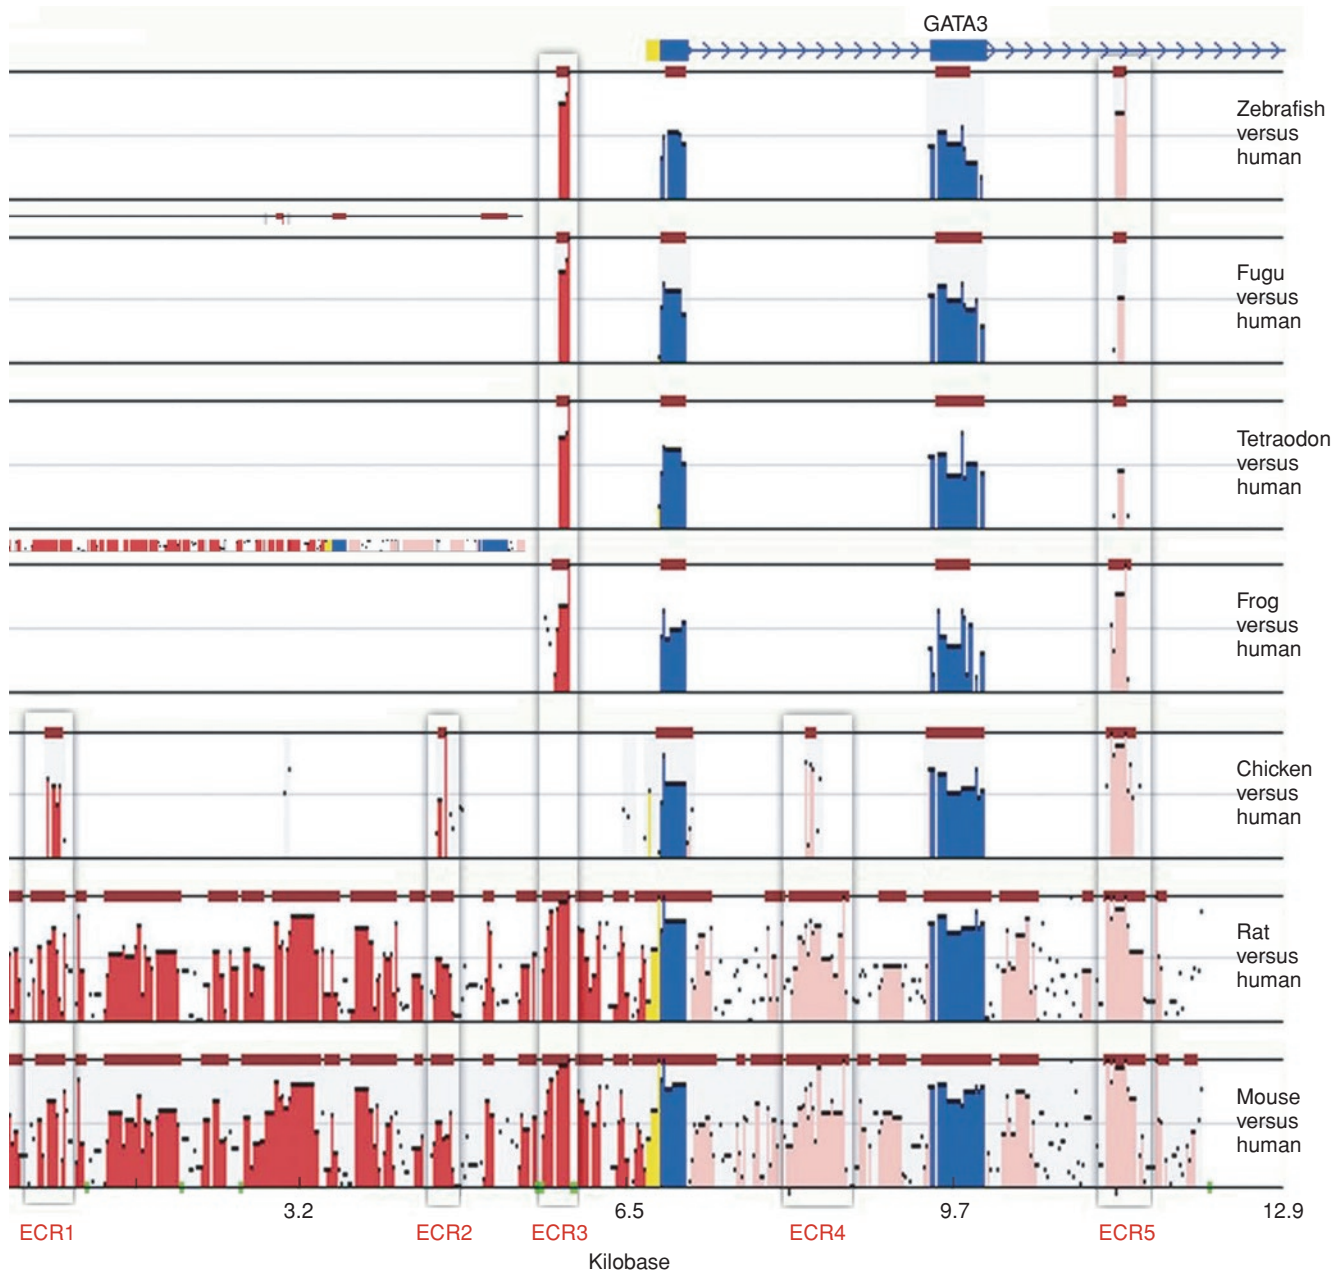 GATA3
Zebrafish
versus
human
Fugu
versus
human
Tetraodon
versus
human
Frog
versus
human
Chicken
versus
human
Rat
versus
human
Mouse
versus
human
3.2 6.5 9.7 12.9
ECR1 ECR2 ECR3 ECR4 ECR5
Kilobase